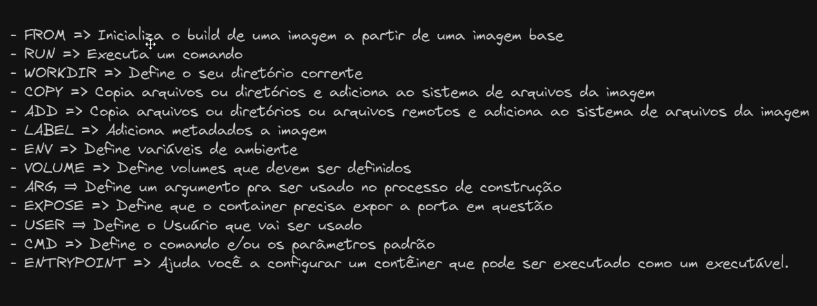 - FROM => Inicializa o build de uma imagem a partir de uma imagem base
- RUN => Executa um comando
- WORKDIR => Define o seu diretório corrente
- COPY => Copia arquivos ou diretórios e adiciona ao sistema de arquivos da imagem
- ADD => Copia arquivos ou diretórios ou arquivos remotos e adiciona ao sistema de arquivos da imagem
- LABEL => Adiciona metadados a imagem
- ENV => Define variáveis de ambiente
- VOLUME => Define volumes que devem ser definidos
- ARG => Define um argumento pra ser usado no processo de construção
- EXPOSE => Define que o container precisa expor a porta em questão
- USER => Define o Usuário que vai ser usado
- CMD => Define o comando e/ou os parâmetros padrão
- ENTRYPOINT => Ajuda você a configurar um contêiner que pode ser executado como um executável.